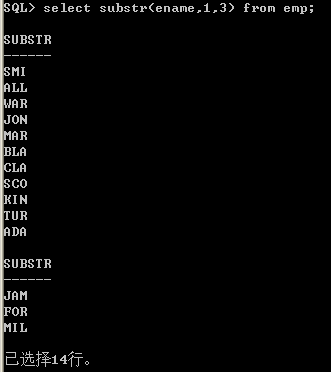 SQL> select substr(ename,1,3) from emp;
SUBSTR
------
SMI
ALL
WAR
JON
MAR
BLA
CLA
SCO
KIN
TUR
ADA
SUBSTR
------
JAM
FOR
MIL
已选择14行。